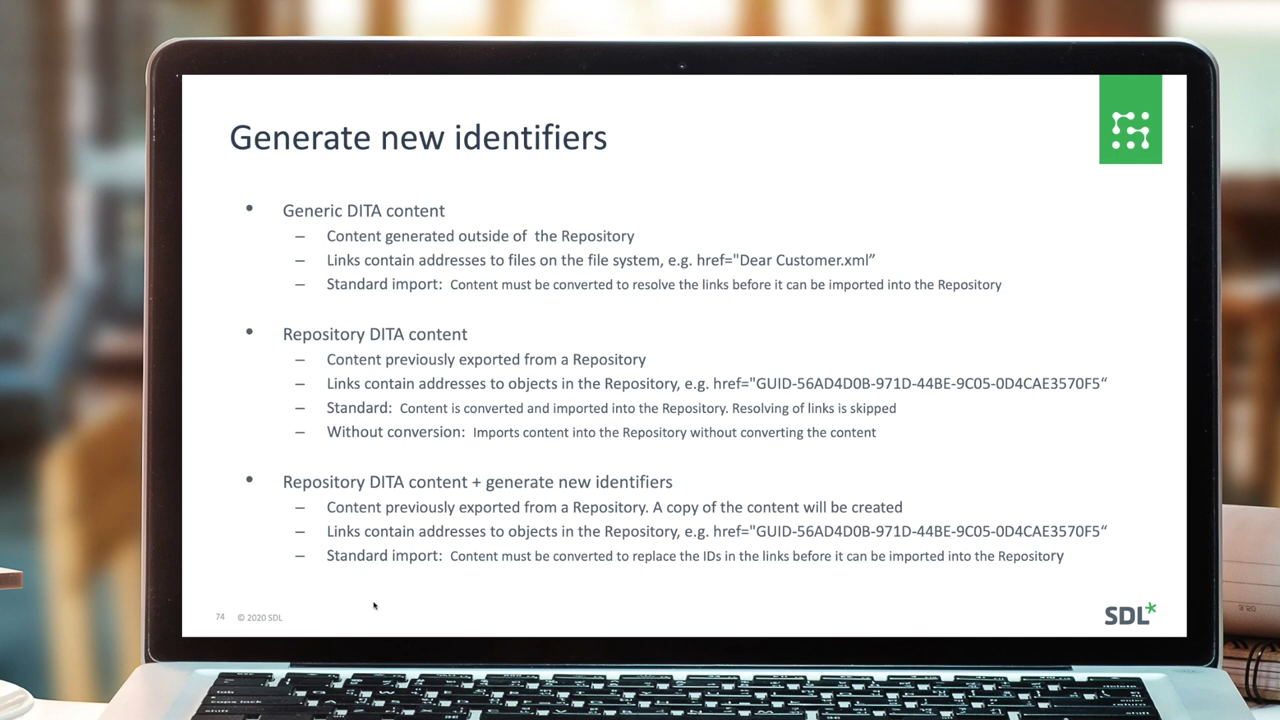 Generate new identifiers
• Generic DITA content
– Content generated outside of the Repository
– Links contain addresses to files on the file system, e.g. href="Dear Customer.xml”
– Standard import: Content must be converted to resolve the links before it can be imported into the Repository
• Repository DITA content
– Content previously exported from a Repository
– Links contain addresses to objects in the Repository, e.g. href="GUID-56AD4D0B-971D-44BE-9C05-0D4CAE3570F5“
– Standard: Content is converted and imported into the Repository. Resolving of links is skipped
– Without conversion: Imports content into the Repository without converting the content
• Repository DITA content + generate new identifiers
– Content previously exported from a Repository. A copy of the content will be created
– Links contain addresses to objects in the Repository, e.g. href="GUID-56AD4D0B-971D-44BE-9C05-0D4CAE3570F5“
– Standard import: Content must be converted to replace the IDs in the links before it can be imported into the Repository
74 © 2020 SDL
SDL*
tab
caps lock
shift
delete
return
shift